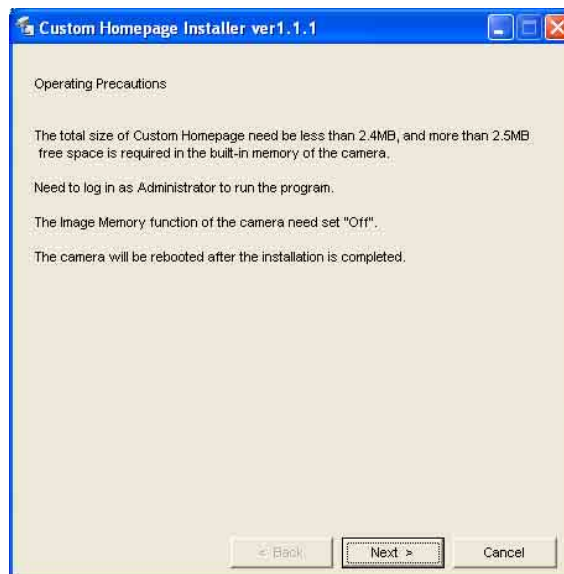 Custom Homepage Installer ver1.1.1
Operating Precautions
The total size of Custom Homepage need be less than 2.4MB, and more than 2.5MB
free space is required in the built-in memory of the camera.
Need to log in as Administrator to run the program.
The Image Memory function of the camera need set "Off".
The camera will be rebooted after the installation is completed.
< Back Next > Cancel